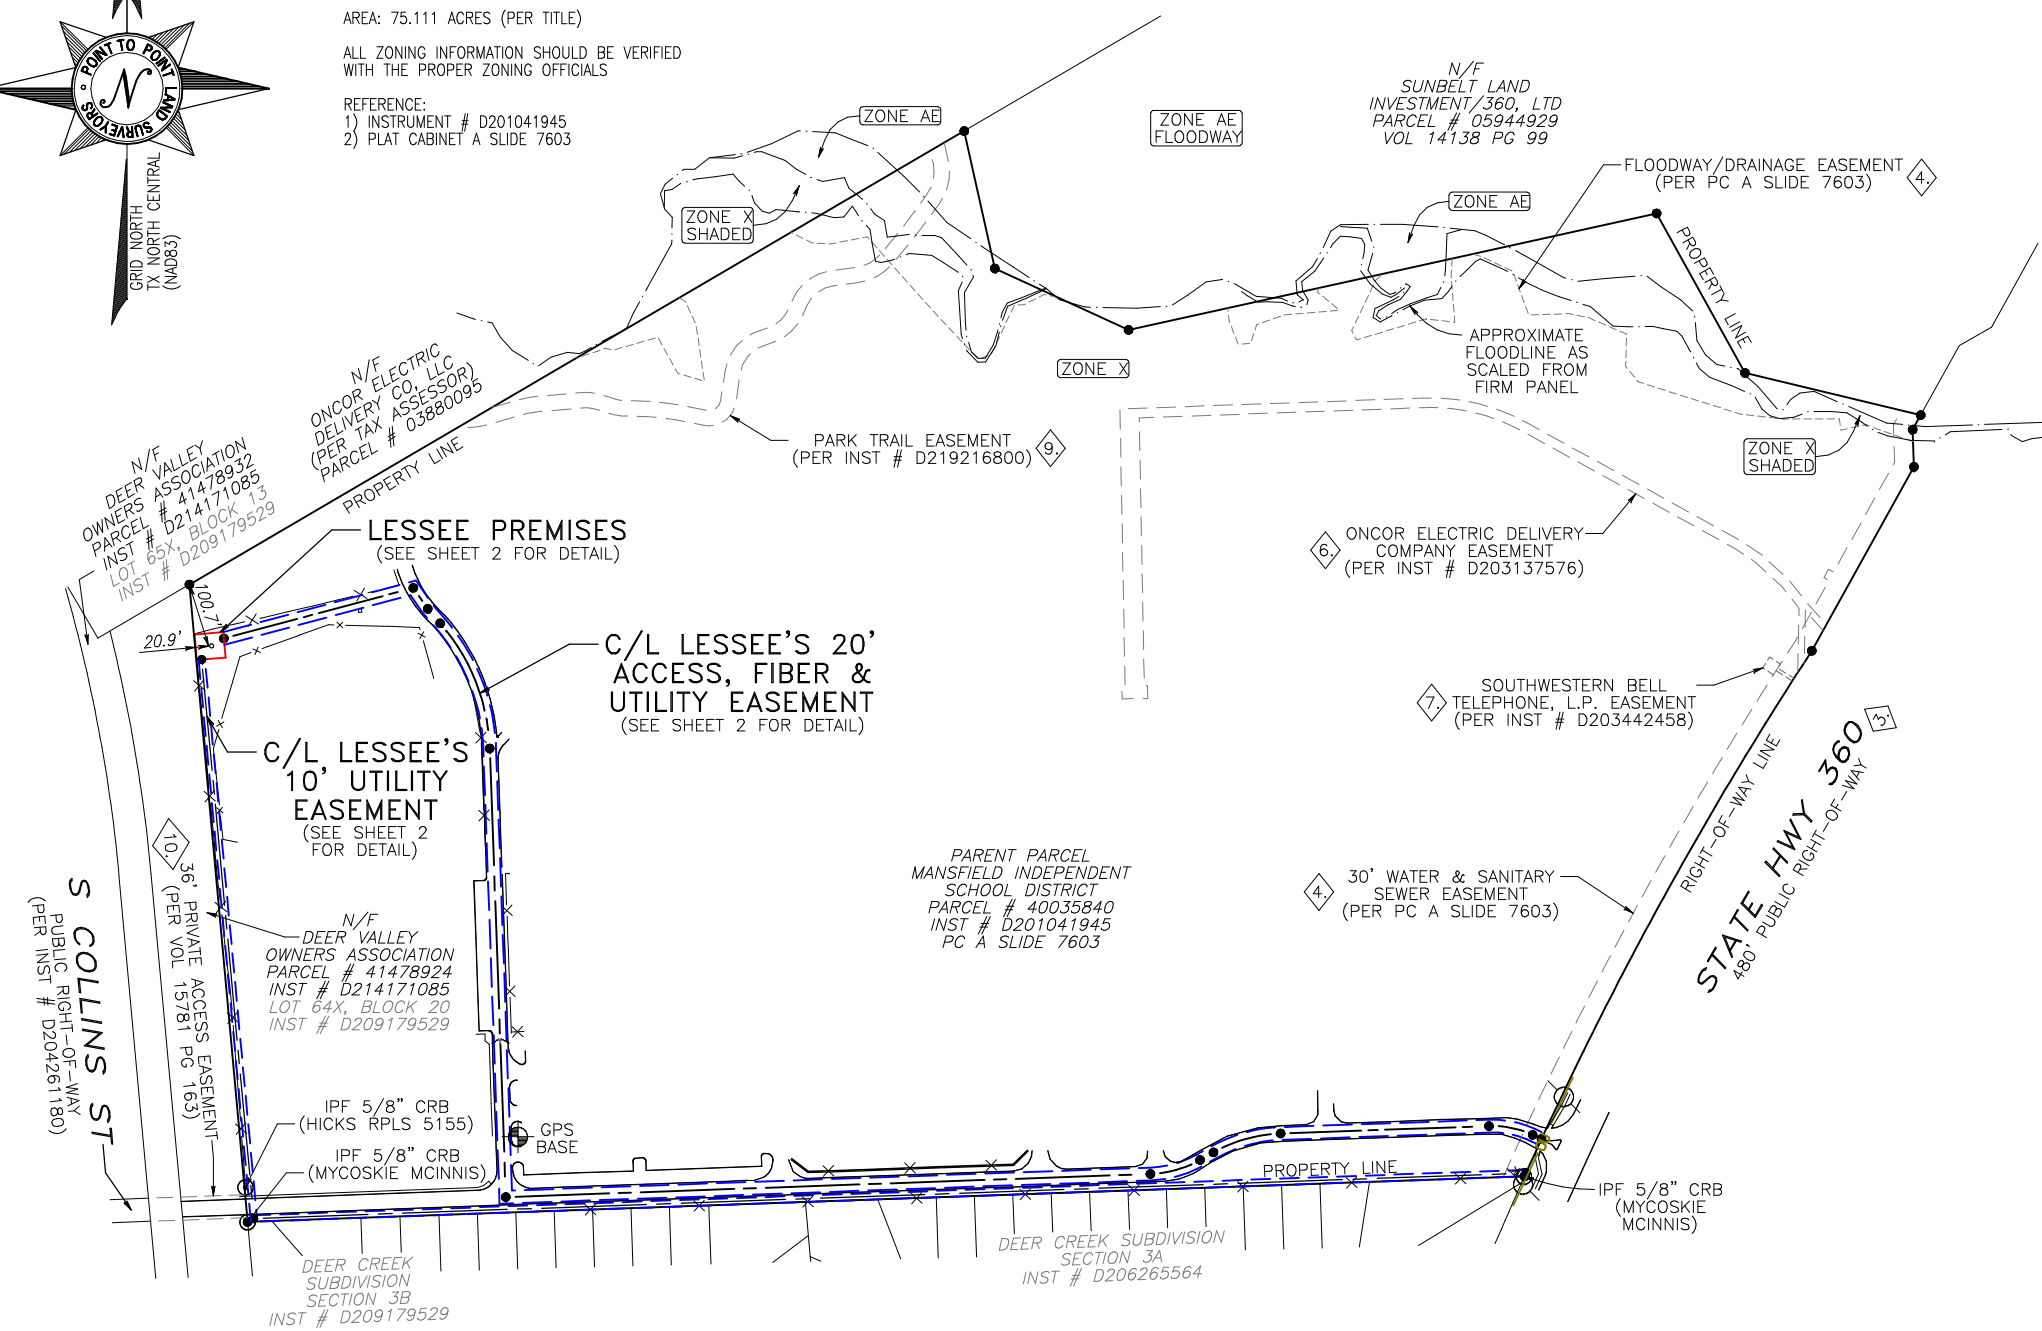 AREA: 75.111 ACRES (PER TITLE)
ALL ZONING INFORMATION SHOULD BE VERIFIED
WITH THE PROPER ZONING OFFICIALS
REFERENCE:
1) INSTRUMENT # D201041945
2) PLAT CABINET A SLIDE 7603
POINT TO POINT LAND SURVEYORS
N
GRID NORTH
TX NORTH CENTRAL
(NAD83)
ZONE AE
ZONE AE
FLOODWAY
N/F
SUNBELT LAND
INVESTMENT/360, LTD
PARCEL # 05944929
VOL 14138 PG 99
FLOODWAY/DRAINAGE EASEMENT
(PER PC A SLIDE 7603)
4.
ZONE X
SHADED
ZONE AE
PROPERTY LINE
APPROXIMATE
FLOODLINE AS
SCALED FROM
FIRM PANEL
ZONE X
N/F
ONCOR ELECTRIC
DELIVERY CO, LLC
(PER TAX ASSESSOR)
PARCEL # 03880095
PROPERTY LINE
PARK TRAIL EASEMENT
(PER INST # D219216800)
9.
ZONE X
SHADED
N/F
DEER VALLEY
OWNERS ASSOCIATION
PARCEL # 41478932
INST # D214171085
LOT 65X, BLOCK 13
INST # D209179529
LESSEE PREMISES
(SEE SHEET 2 FOR DETAIL)
6.
ONCOR ELECTRIC DELIVERY
COMPANY EASEMENT
(PER INST # D203137576)
100.7'
20.9'
C/L LESSEE'S 20'
ACCESS, FIBER &
UTILITY EASEMENT
(SEE SHEET 2 FOR DETAIL)
7.
SOUTHWESTERN BELL
TELEPHONE, L.P. EASEMENT
(PER INST # D203442458)
C/L LESSEE'S
10' UTILITY
EASEMENT
(SEE SHEET 2
FOR DETAIL)
STATE HWY 360
3.
480' PUBLIC RIGHT-OF-WAY
RIGHT-OF-WAY LINE
PARENT PARCEL
MANSFIELD INDEPENDENT
SCHOOL DISTRICT
PARCEL # 40035840
INST # D201041945
PC A SLIDE 7603
4.
30' WATER & SANITARY
SEWER EASEMENT
(PER PC A SLIDE 7603)
10.
36' PRIVATE ACCESS EASEMENT
(PER VOL 15781 PG 163)
S COLLINS ST
PUBLIC RIGHT-OF-WAY
(PER INST # D204261180)
N/F
DEER VALLEY
OWNERS ASSOCIATION
PARCEL # 41478924
INST # D214171085
LOT 64X, BLOCK 20
INST # D209179529
IPF 5/8" CRB
(HICKS RPLS 5155)
IPF 5/8" CRB
(MYCOSKIE MCINNIS)
GPS
BASE
PROPERTY LINE
IPF 5/8" CRB
(MYCOSKIE
MCINNIS)
DEER CREEK
SUBDIVISION
SECTION 3B
INST # D209179529
DEER CREEK SUBDIVISION
SECTION 3A
INST # D206265564